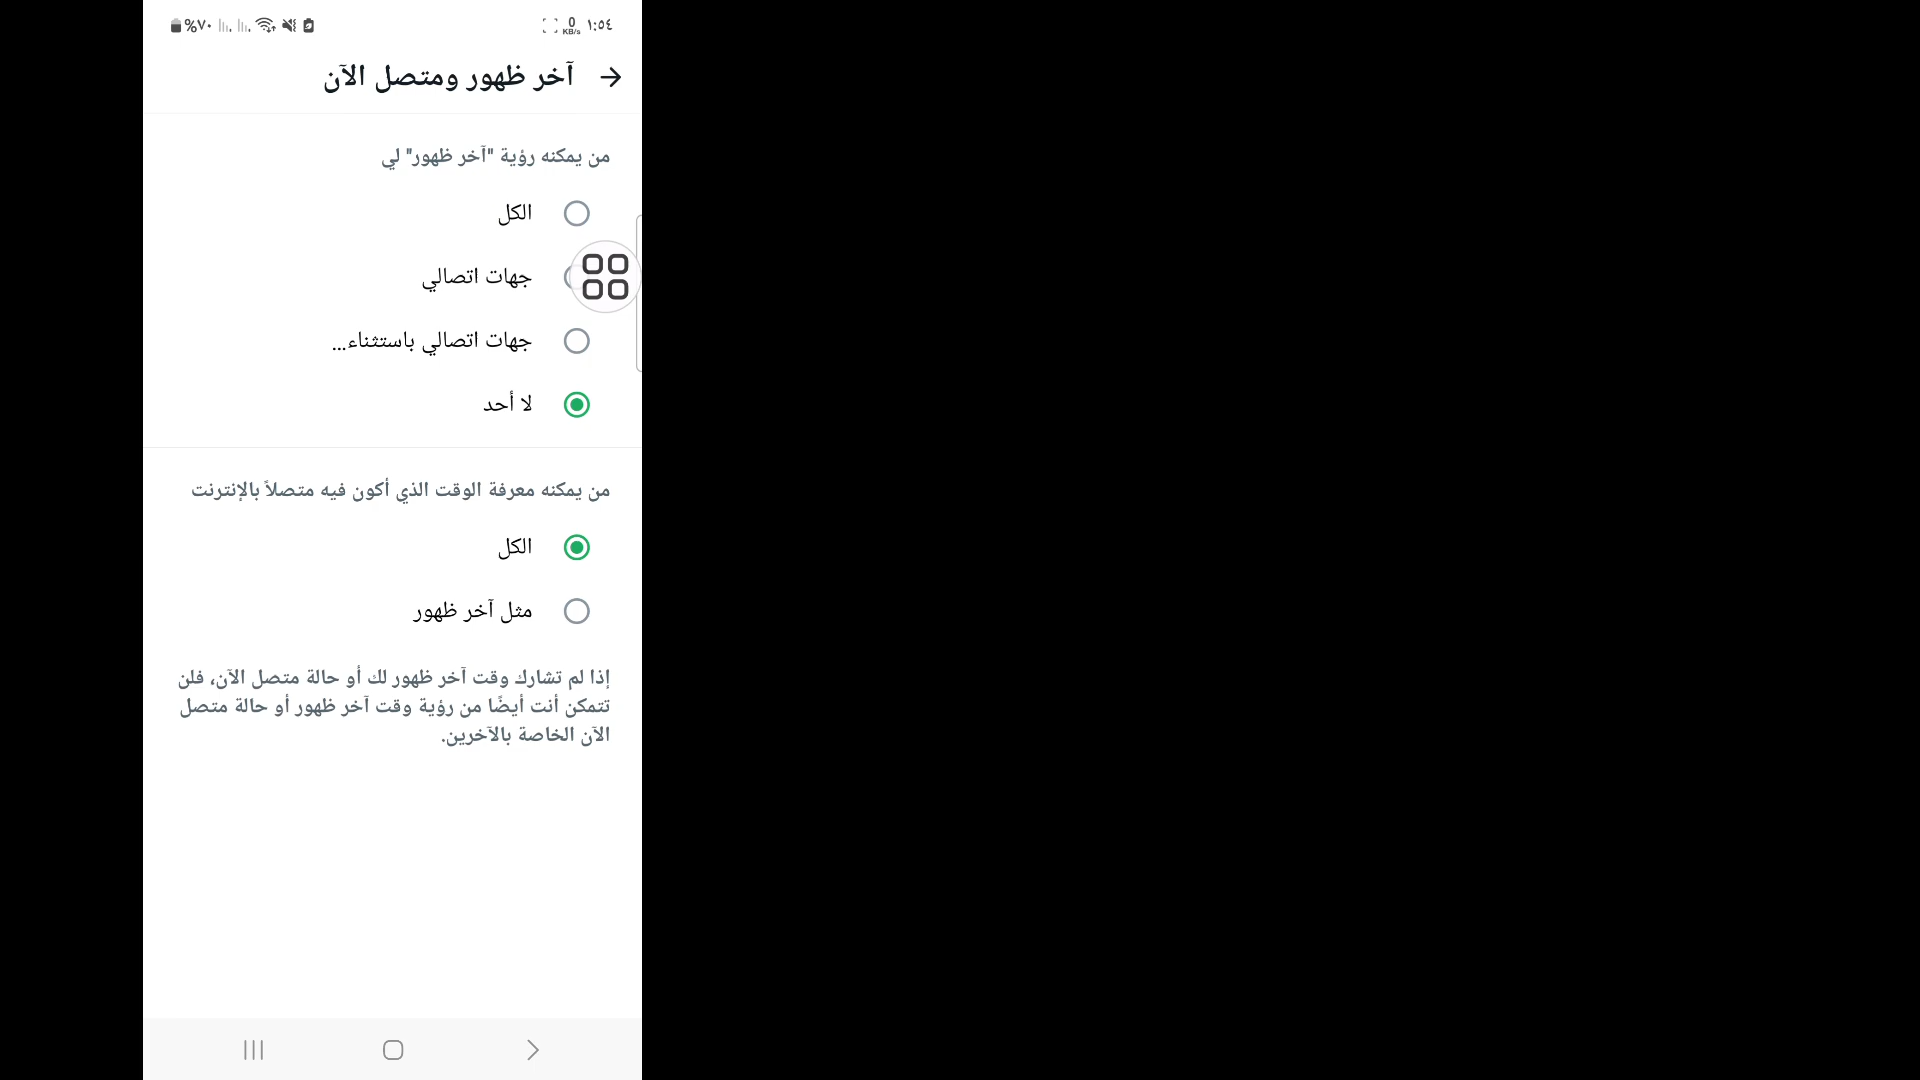 %٧٠
0 KB/s ١:٥٤
آخر ظهور ومتصل الآن
من يمكنه رؤية "آخر ظهور" لي
الكل
جهات اتصالي
جهات اتصالي باستثناء...
لا أحد
من يمكنه معرفة الوقت الذي أكون فيه متصلاً بالإنترنت
الكل
مثل آخر ظهور
إذا لم تشارك وقت آخر ظهور لك أو حالة متصل الآن، فلن
تتمكن أنت أيضًا من رؤية وقت آخر ظهور أو حالة متصل
الآن الخاصة بالآخرين.